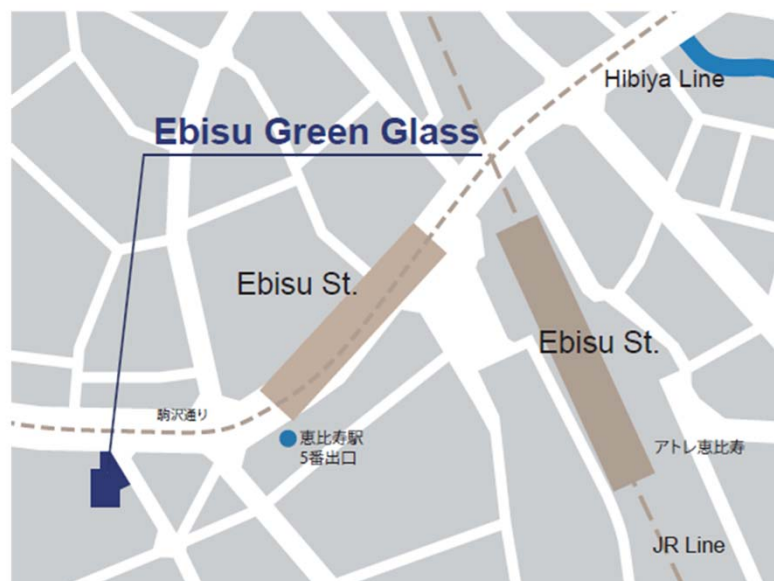 Hibiya Line
Ebisu Green Glass
Ebisu St.
Ebisu St.
駒沢通り
恵比寿駅
5番出口
アトレ恵比寿
JR Line